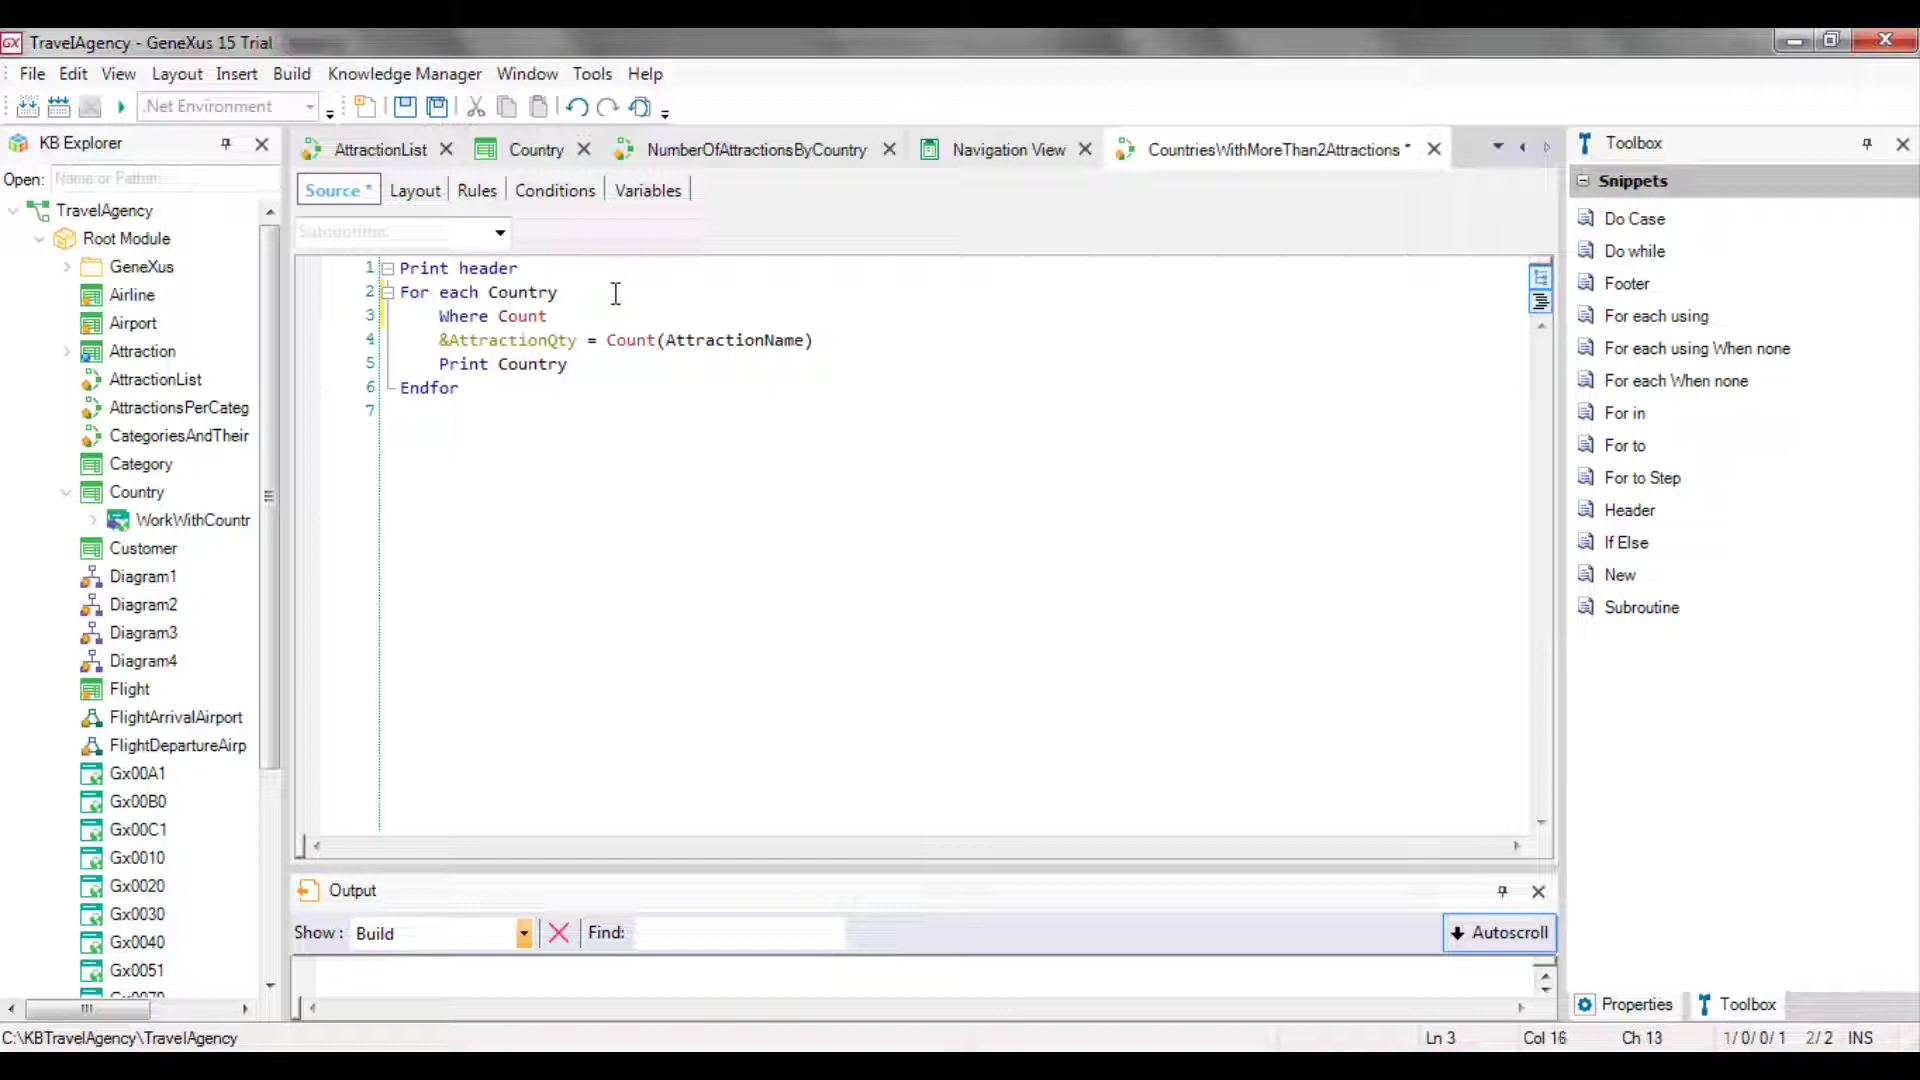 TravelAgency - GeneXus 15 Trial
File Edit View Layout Insert Build Knowledge Manager Window Tools Help
.Net Environment
KB Explorer
Open: Name or Pattern
TravelAgency
Root Module
GeneXus
Airline
Airport
Attraction
AttractionList
AttractionsPerCateg
CategoriesAndTheir
Category
Country
WorkWithCountr
Customer
Diagram1
Diagram2
Diagram3
Diagram4
Flight
FlightArrivalAirport
FlightDepartureAirp
Gx00A1
Gx00B0
Gx00C1
Gx0010
Gx0020
Gx0030
Gx0040
Gx0051
Gx0070
AttractionList Country NumberOfAttractionsByCountry Navigation View CountriesWithMoreThan2Attractions *
Source * Layout Rules Conditions Variables
Subroutines
1 Print header
2 For each Country
3 Where Count
4 &AttractionQty = Count(AttractionName)
5 Print Country
6 Endfor
7
Output
Show : Build Find: Autoscroll
Toolbox
Snippets
Do Case
Do while
Footer
For each using
For each using When none
For each When none
For in
For to
For to Step
Header
If Else
New
Subroutine
Properties Toolbox
C:\KBTravelAgency\TravelAgency Ln 3 Col 16 Ch 13 1/0/0/1 2/2 INS